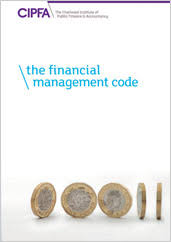 CIPFA
The Chartered Institute of
Public Finance & Accountancy
\the financial
\management code